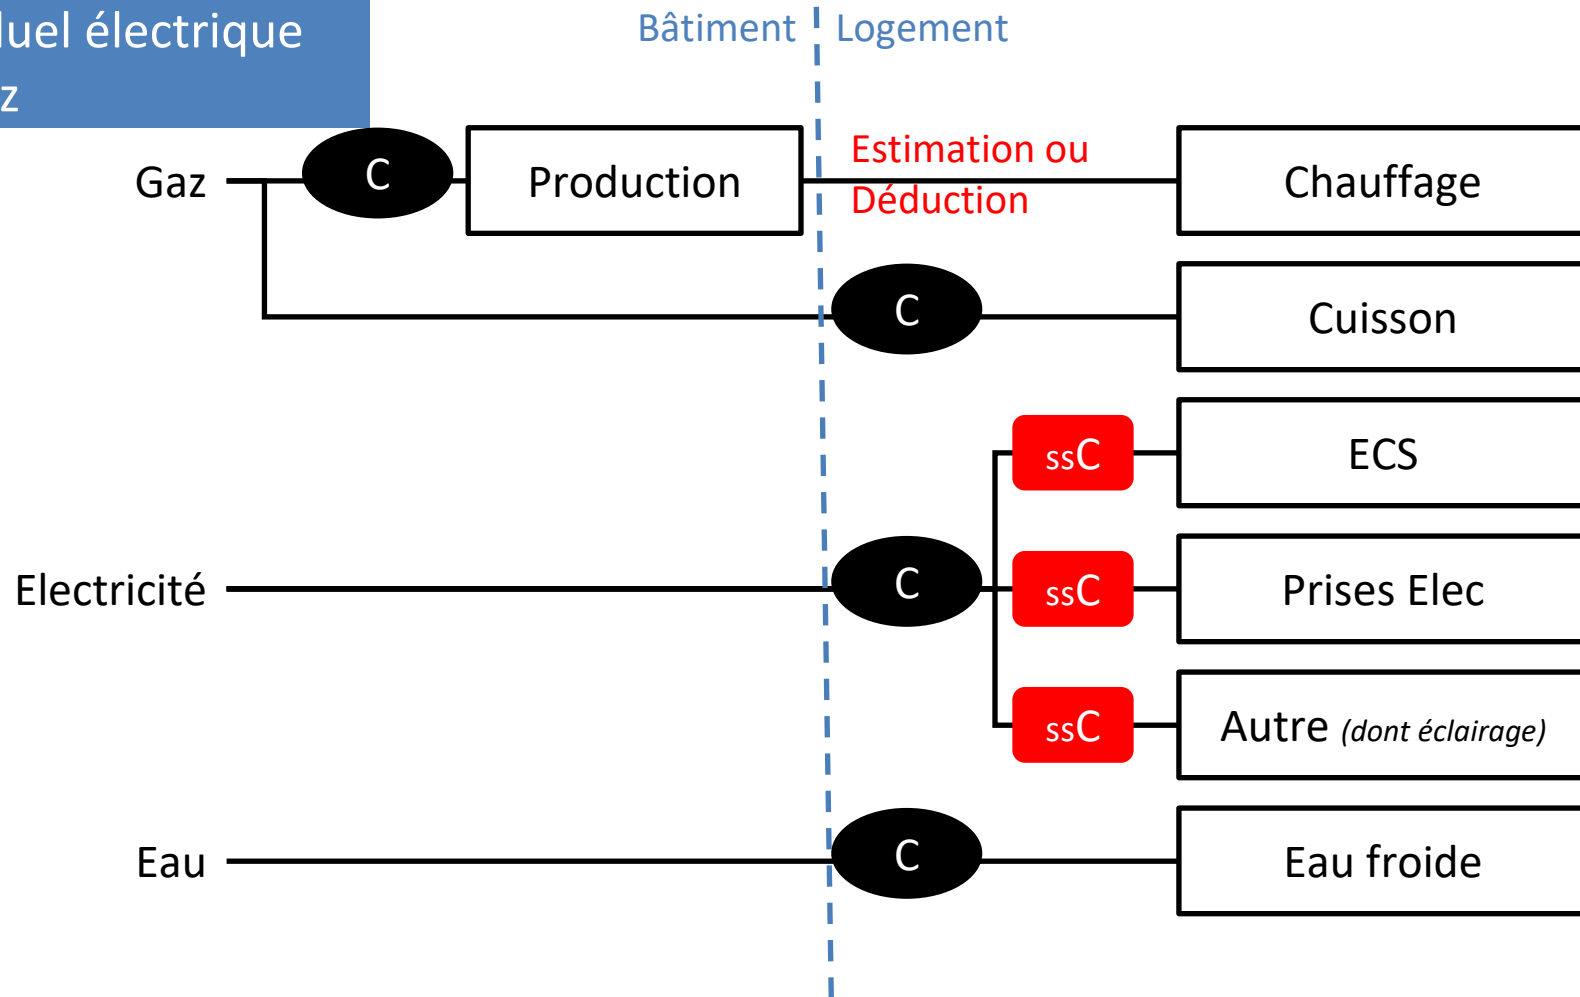 électrique
Bâtiment
Logement
Gaz
C
Production
Estimation ou
Déduction
Chauffage
C
Cuisson
ssC
ECS
Electricité
C
ssC
Prises Elec
ssC
Autre (dont éclairage)
Eau
C
Eau froide